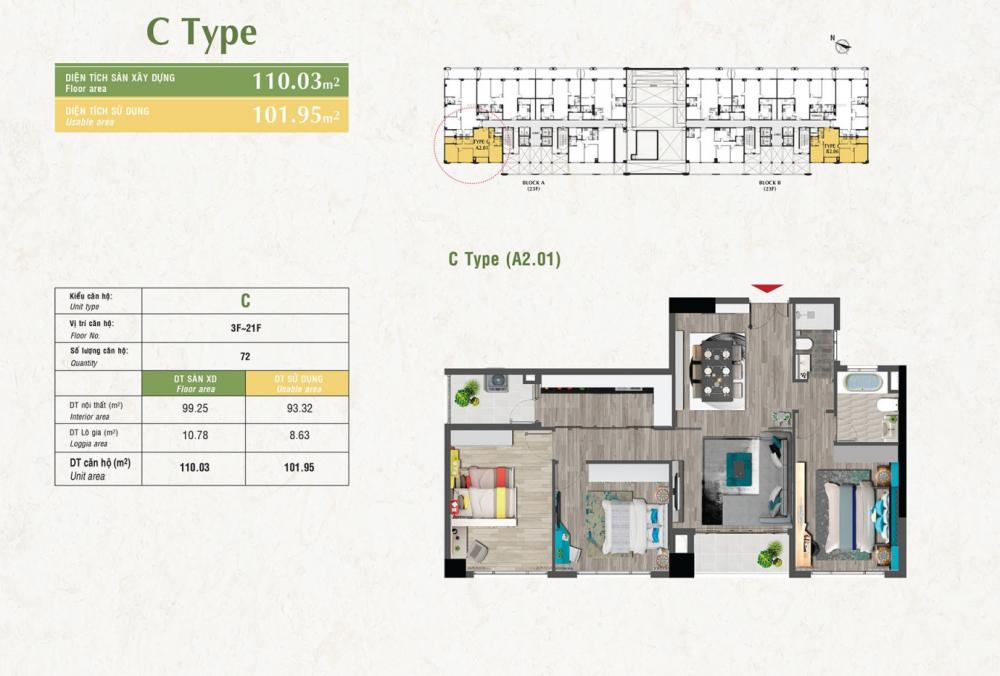 C Type
DIỆN TÍCH SÀN XÂY DỰNG
Floor area
110.03m²
DIỆN TÍCH SỬ DỤNG
Usable area
101.95m²
N
TYPE C
A2.01
TYPE C
B2.06
BLOCK A
(23F)
BLOCK B
(23F)
C Type (A2.01)
Kiểu căn hộ:
Unit type
C
Vị trí căn hộ:
Floor No.
3F~21F
Số lượng căn hộ:
Quantity
72
DT SÀN XD
Floor area
DT SỬ DỤNG
Usable area
DT nội thất (m²)
Interior area
99.25
93.32
DT Lô gia (m²)
Loggia area
10.78
8.63
DT căn hộ (m²)
Unit area
110.03
101.95